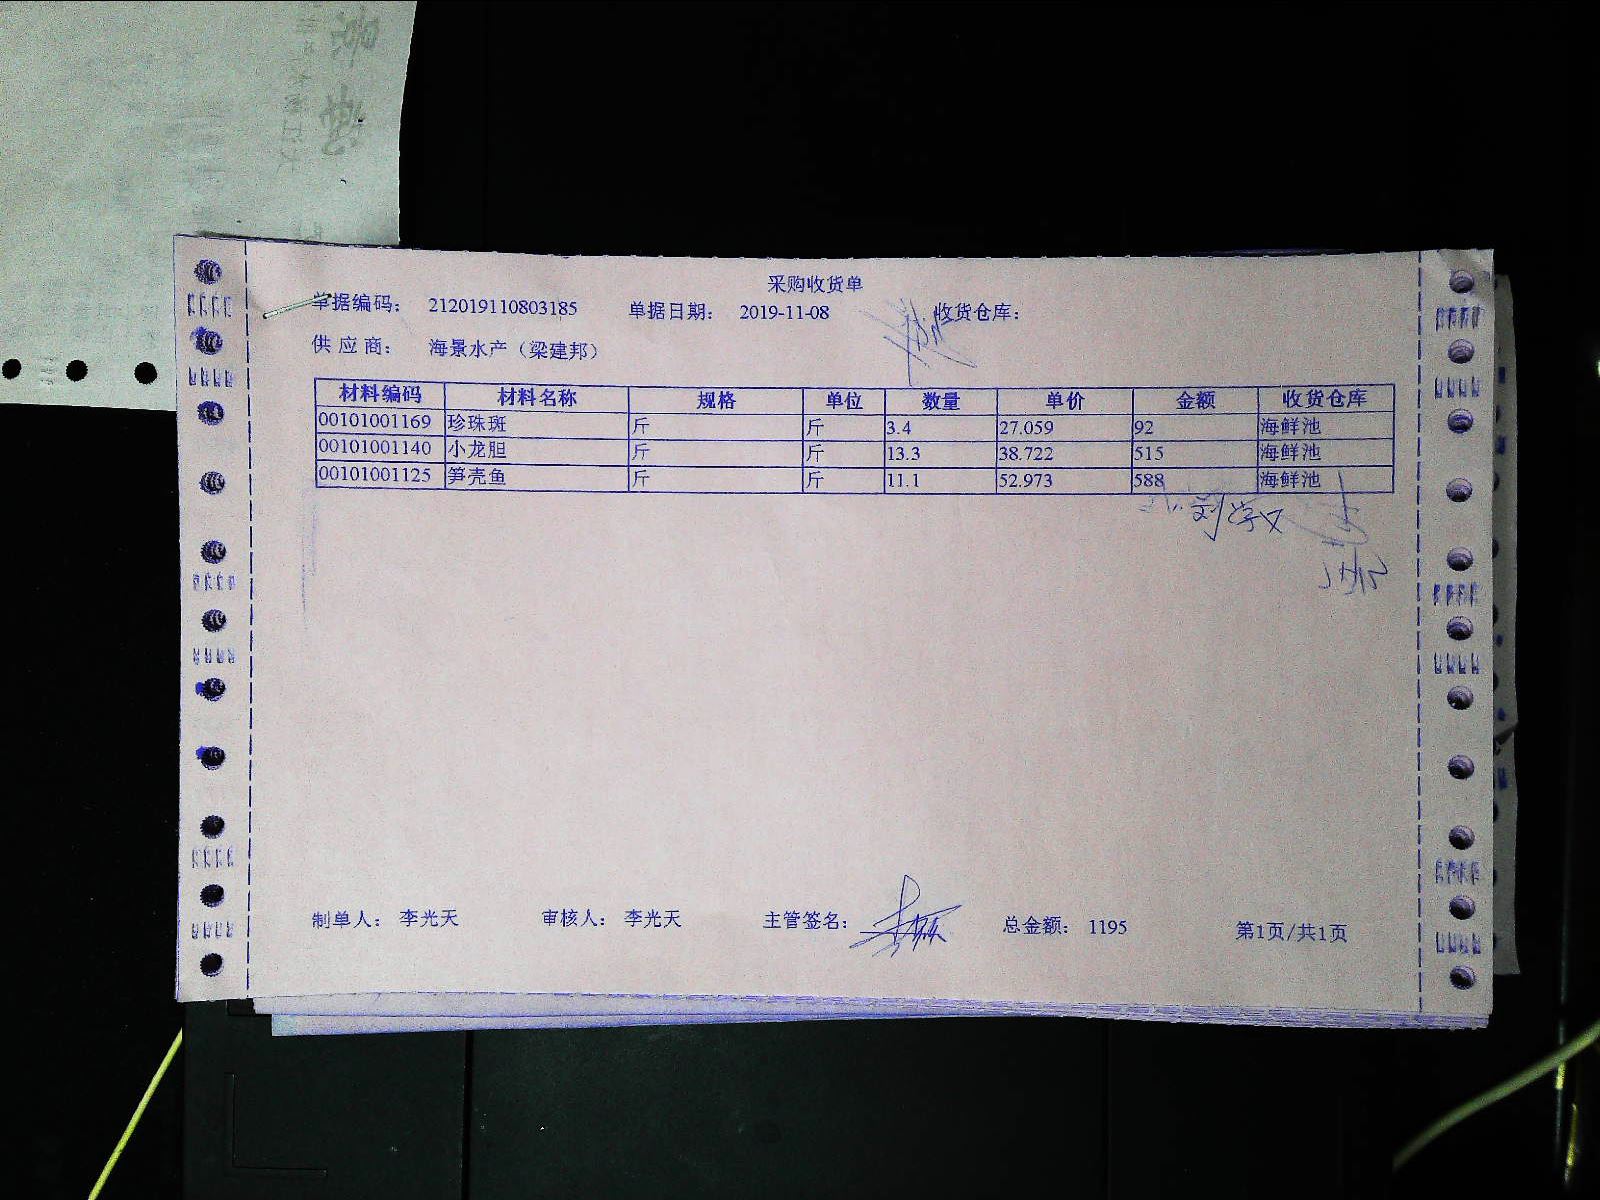 采购收货单
单据编码： 212019110803185 单据日期： 2019-11-08 收货仓库：
供 应 商： 海景水产（梁建邦）
材料编码 材料名称 规格 单位 数量 单价 金额 收货仓库
00101001169 珍珠斑 斤 斤 3.4 27.059 92 海鲜池
00101001140 小龙胆 斤 斤 13.3 38.722 515 海鲜池
00101001125 笋壳鱼 斤 斤 11.1 52.973 588 海鲜池
制单人： 李光天 审核人： 李光天 主管签名： 总金额： 1195 第1页/共1页